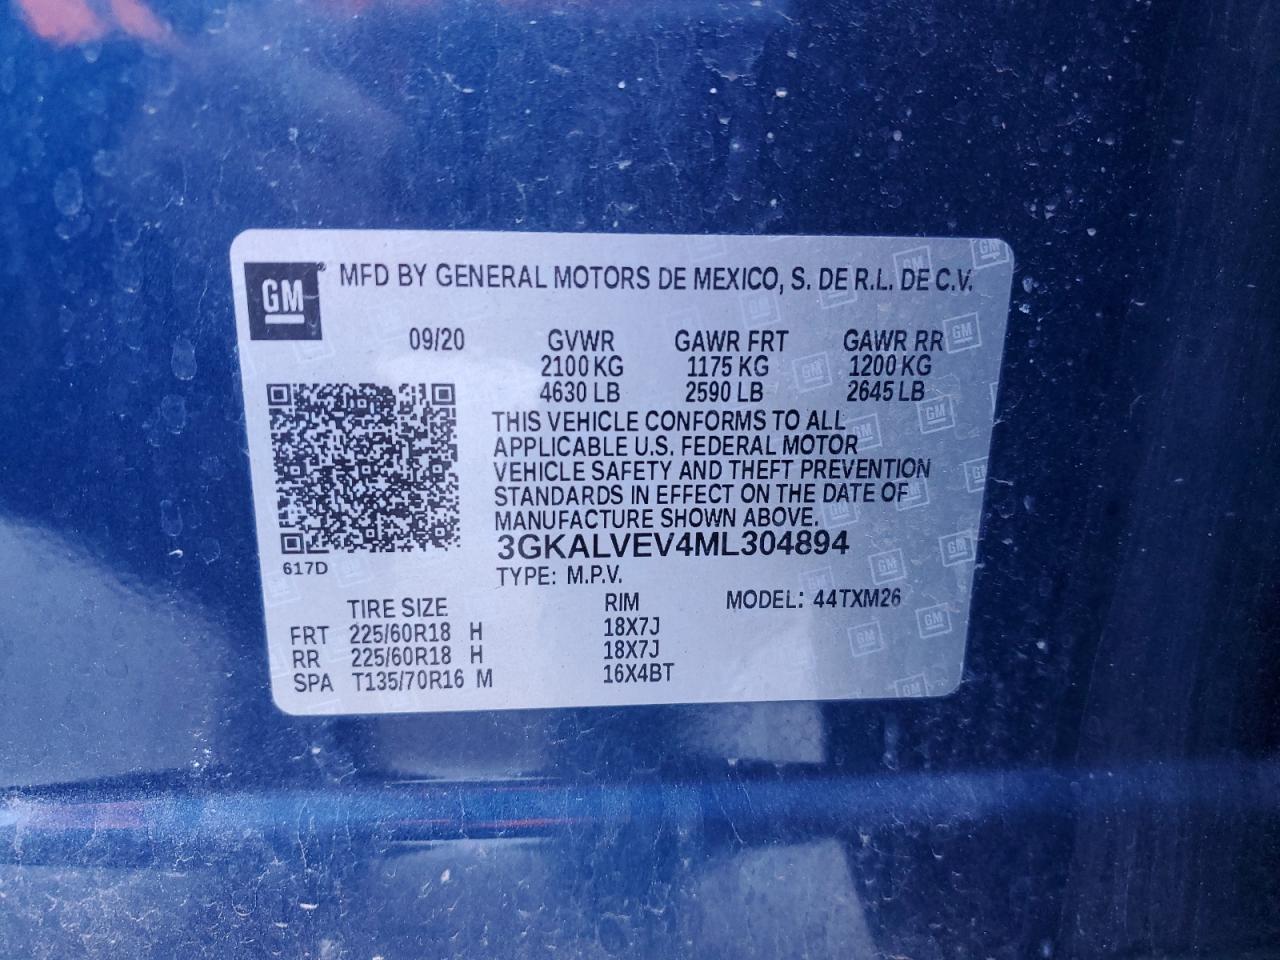 GM
MFD BY GENERAL MOTORS DE MEXICO, S. DE R.L. DE C.V.
09/20 GVWR GAWR FRT GAWR RR
2100 KG 1175 KG 1200 KG
4630 LB 2590 LB 2645 LB
THIS VEHICLE CONFORMS TO ALL
APPLICABLE U.S. FEDERAL MOTOR
VEHICLE SAFETY AND THEFT PREVENTION
STANDARDS IN EFFECT ON THE DATE OF
MANUFACTURE SHOWN ABOVE.
3GKALVEV4ML304894
617D
TYPE: M.P.V.
TIRE SIZE RIM MODEL: 44TXM26
FRT 225/60R18 H 18X7J
RR 225/60R18 H 18X7J
SPA T135/70R16 M 16X4BT